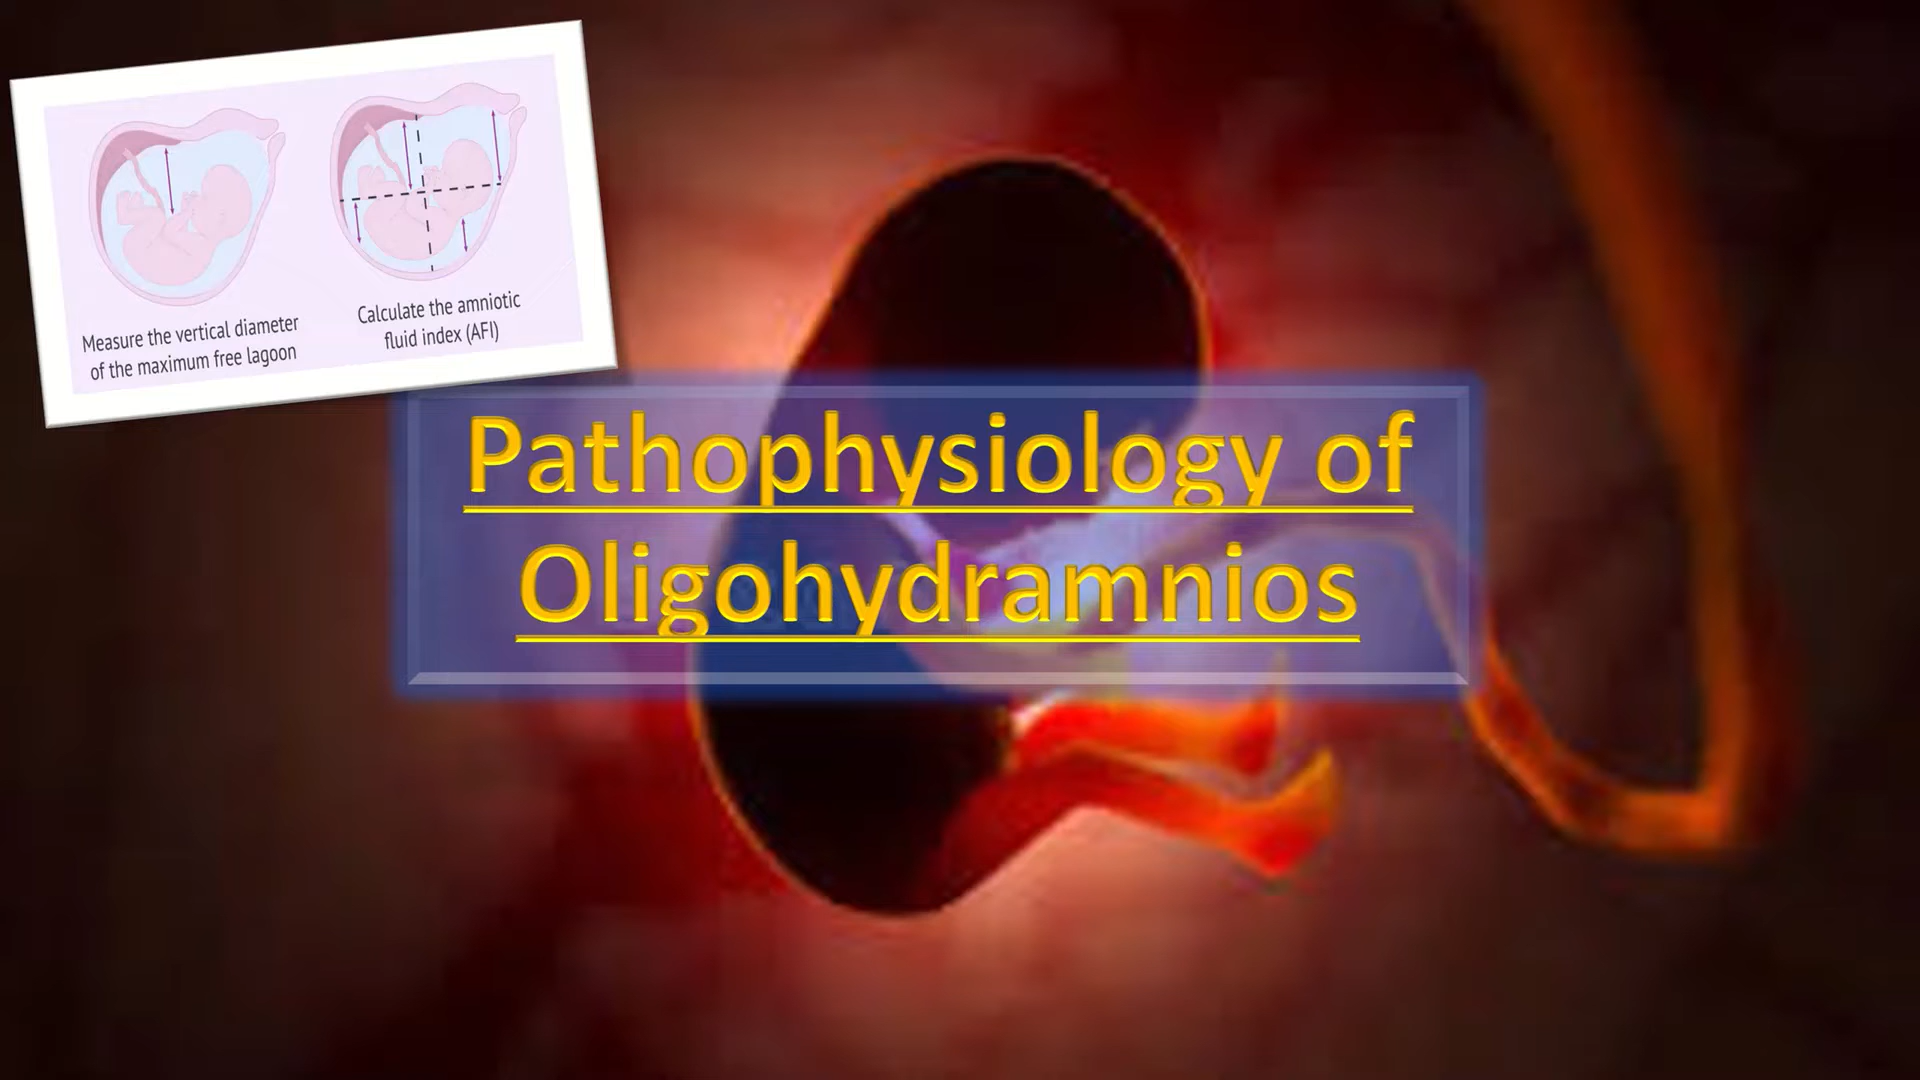 Measure the vertical diameter
of the maximum free lagoon
Calculate the amniotic
fluid index (AFI)
Pathophysiology of
Oligohydramnios